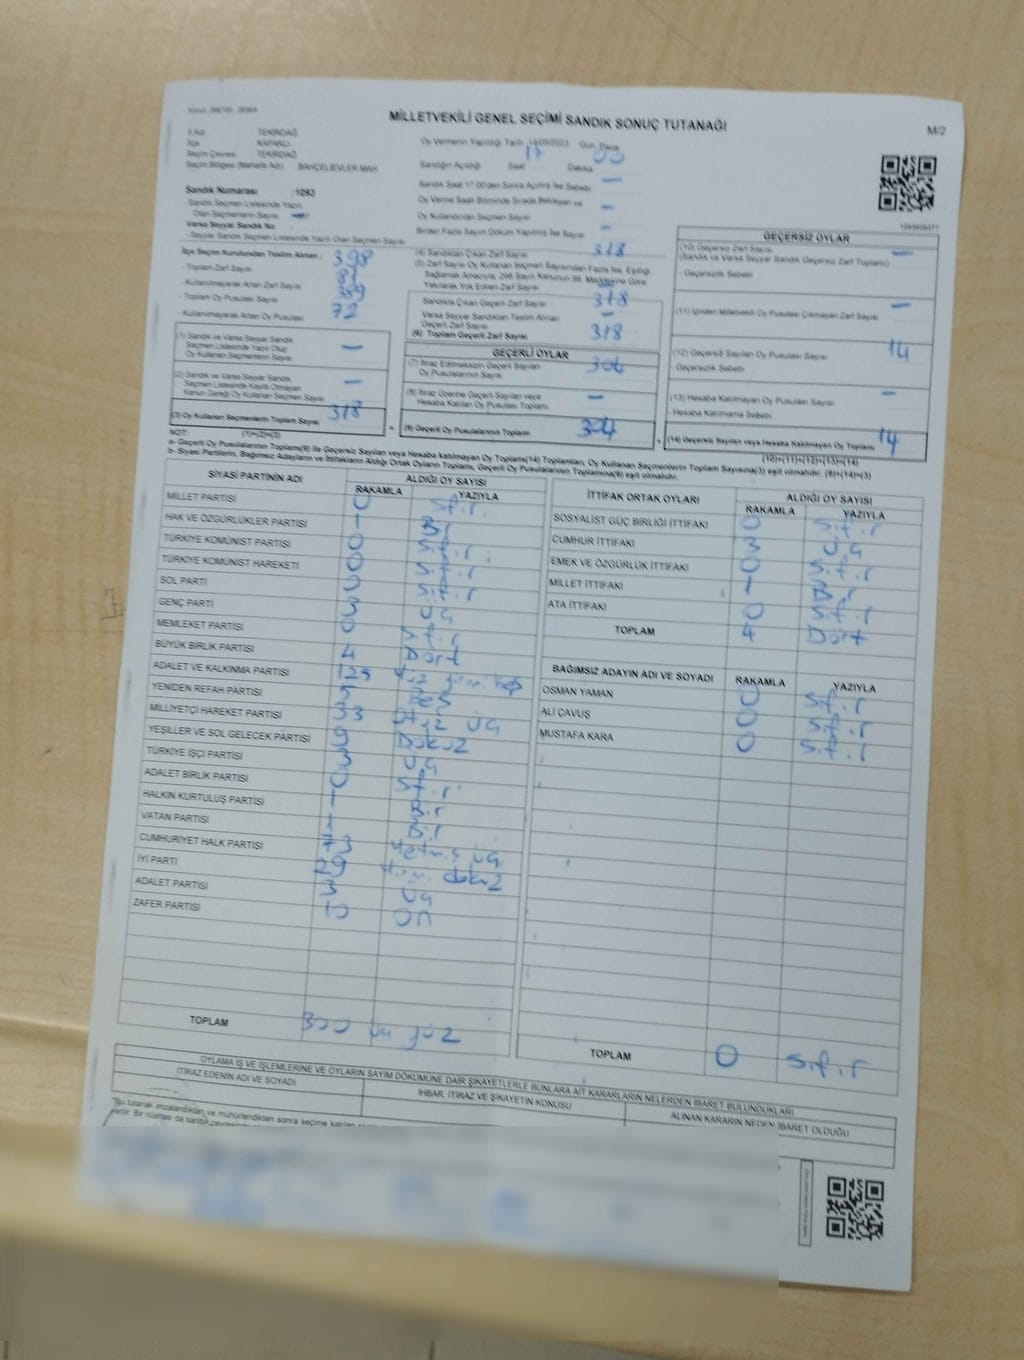 MİLLETVEKİLİ GENEL SEÇİMİ SANDIK SONUÇ TUTANAĞI
M/2
İl Adı TEKİRDAĞ
İlçe KAPAKLI
Seçim Çevresi TEKİRDAĞ
Seçim Bölgesi (Mahalle Adı) BAHÇELİEVLER MAH.
Oy Vermenin Yapıldığı Tarih 14/05/2023 Gün Pazar
Sandığın Açıldığı Saat 17 Dakika 00
Sandık Numarası :1093
- Sandık Seçmen Listesinde Yazılı
Olan Seçmenlerin Sayısı
Varsa Seyyar Sandık No
- Seyyar Sandık Seçmen Listesinde Yazılı Olan Seçmen Sayısı
Sandık Saat 17:00'den Sonra Açılmış İse Sebebi —
Oy Verme Saati Bitiminde Sırada Bekleyen ve —
Oy Kullandırılan Seçmen Sayısı
Birden Fazla Sayım Döküm Yapılmış İse Sayısı —
İlçe Seçim Kurulundan Teslim Alınan : 398
- Toplam Zarf Sayısı
- Kullanılmayarak Artan Zarf Sayısı
- Toplam Oy Pusulası Sayısı
- Kullanılmayarak Artan Oy Pusulası 72
(1) Sandık ve Varsa Seyyar Sandık
Seçmen Listesinde Yazılı Olup
Oy Kullanan Seçmenlerin Sayısı —
(2) Sandık ve Varsa Seyyar Sandık
Seçmen Listesinde Kaydı Olmayan
Kanun Gereği Oy Kullanan Seçmen Sayısı —
(3) Oy Kullanan Seçmenlerin Toplam Sayısı 318
(4) Sandıktan Çıkan Zarf Sayısı 318
(5) Zarf Sayısı Oy Kullanan Seçmen Sayısından Fazla İse, Eşitliği
Sağlamak Amacıyla, 298 Sayılı Kanunun 98. Maddesine Göre
Yakılarak Yok Edilen Zarf Sayısı
Sandıkta Çıkan Geçerli Zarf Sayısı 318
Varsa Seyyar Sandıktan Teslim Alınan
Geçerli Zarf Sayısı —
(6) Toplam Geçerli Zarf Sayısı 318
GEÇERLİ OYLAR
(7) İtiraz Edilmeksizin Geçerli Sayılan
Oy Pusulalarının Sayısı 304
(8) İtiraz Üzerine Geçerli Sayılan veya
Hesaba Katılan Oy Pusulası Toplamı —
(9) Geçerli Oy Pusulalarının Toplamı 304
GEÇERSİZ OYLAR
(10) Geçersiz Zarf Sayısı —
(Sandık ve Varsa Seyyar Sandık Geçersiz Zarf Toplamı)
- Geçersizlik Sebebi
(11) İçinden Milletvekili Oy Pusulası Çıkmayan Zarf Sayısı —
(12) Geçersiz Sayılan Oy Pusulası Sayısı 14
- Geçersizlik Sebebi
(13) Hesaba Katılmayan Oy Pusulası Sayısı —
- Hesaba Katılmama Sebebi
(14) Geçersiz Sayılan veya Hesaba Katılmayan Oy Pusulası Toplamı 14
NOT: (1)+(2)=(3)
(10)+(11)+(12)+(13)=(14)
a- Geçerli Oy Pusulalarının Toplamı(9) ile Geçersiz Sayılan veya Hesaba Katılmayan Oy Toplamı(14) Toplamları, Oy Kullanan Seçmenlerin Toplam Sayısına(3) eşit olmalıdır. (9)+(14)=(3)
b- Siyasi Partilerin, Bağımsız Adayların ve İttifakların Aldığı Ortak Oyların Toplamı, Geçerli Oy Pusulalarının Toplamına(9) eşit olmalıdır.
SİYASİ PARTİNİN ADI ALDIĞI OY SAYISI
RAKAMLA YAZIYLA
MİLLET PARTİSİ 0 Sıfır
HAK VE ÖZGÜRLÜKLER PARTİSİ 1 Bir
TÜRKİYE KOMÜNİST PARTİSİ 0 Sıfır
TÜRKİYE KOMÜNİST HAREKETİ 0 Sıfır
SOL PARTİ 0 Sıfır
GENÇ PARTİ 3 Üç
MEMLEKET PARTİSİ 0 Sıfır
BÜYÜK BİRLİK PARTİSİ 4 Dört
ADALET VE KALKINMA PARTİSİ 125 Yüz yirmi beş
YENİDEN REFAH PARTİSİ 5 Beş
MİLLİYETÇİ HAREKET PARTİSİ 33 Otuz üç
YEŞİLLER VE SOL GELECEK PARTİSİ 9 Dokuz
TÜRKİYE İŞÇİ PARTİSİ 3 Üç
ADALET BİRLİK PARTİSİ 0 Sıfır
HALKIN KURTULUŞ PARTİSİ 1 Bir
VATAN PARTİSİ 1 Bir
CUMHURİYET HALK PARTİSİ 73 Yetmiş üç
İYİ PARTİ 29 Yirmi dokuz
ADALET PARTİSİ 3 Üç
ZAFER PARTİSİ 10 On
TOPLAM 300 Üç yüz
İTTİFAK ORTAK OYLARI ALDIĞI OY SAYISI
RAKAMLA YAZIYLA
SOSYALİST GÜÇ BİRLİĞİ İTTİFAKI 0 Sıfır
CUMHUR İTTİFAKI 3 Üç
EMEK VE ÖZGÜRLÜK İTTİFAKI 0 Sıfır
MİLLET İTTİFAKI 1 Bir
ATA İTTİFAKI 0 Sıfır
TOPLAM 4 Dört
BAĞIMSIZ ADAYIN ADI VE SOYADI RAKAMLA YAZIYLA
OSMAN YAMAN 0 Sıfır
ALİ ÇAVUŞ 0 Sıfır
MUSTAFA KARA 0 Sıfır
TOPLAM 0 Sıfır
OYLAMA İŞ VE İŞLEMLERİNE VE OYLARIN SAYIM DÖKÜMÜNE DAİR ŞİKAYETLERLE BUNLARA AİT KARARLARIN NELERDEN İBARET BULUNDUKLARI
İTİRAZ EDENİN ADI VE SOYADI
İHBAR, İTİRAZ VE ŞİKAYETİN KONUSU
ALINAN KARARIN NEDEN İBARET OLDUĞU
"Bu tutanak imzalandıktan ve mühürlendikten sonra seçime katılan